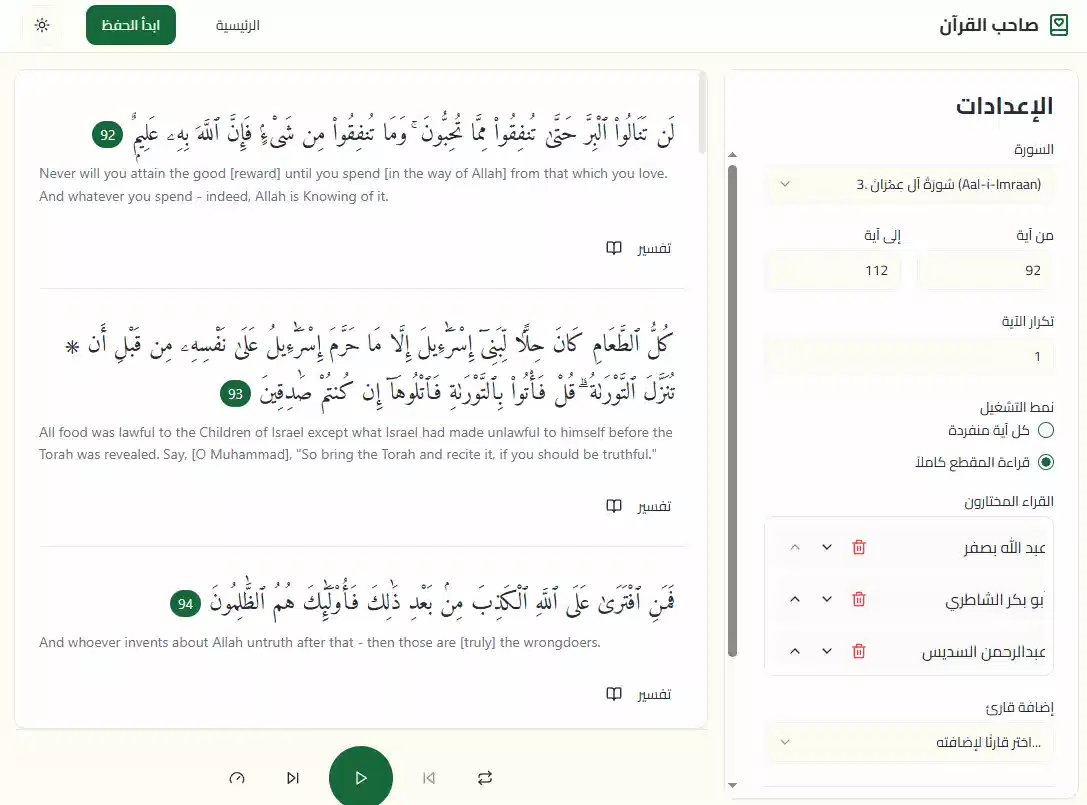 صاحب القرآن
الرئيسية
ابدأ الحفظ
الإعدادات
السورة
3. سُورَةُ آلِ عِمۡرَانَ (Aal-i-Imraan)
من آية
إلى آية
92
112
تكرار الآية
1
نمط التشغيل
كل آية منفردة
قراءة المقطع كاملاً
القراء المختارون
عبد الله بصفر
بو بكر الشاطري
عبدالرحمن السديس
إضافة قارئ
اختر قارئًا لإضافته...
لَن تَنَالُوا۟ ٱلْبِرَّ حَتَّىٰ تُنفِقُوا۟ مِمَّا تُحِبُّونَ ۚ وَمَا تُنفِقُوا۟ مِن شَىْءٍۢ فَإِنَّ ٱللَّهَ بِهِۦ عَلِيمٌۭ 92
Never will you attain the good [reward] until you spend [in the way of Allah] from that which you love.
And whatever you spend - indeed, Allah is Knowing of it.
تفسير
كُلُّ ٱلطَّعَامِ كَانَ حِلًّۭا لِّبَنِىٓ إِسْرَٰٓءِيلَ إِلَّا مَا حَرَّمَ إِسْرَٰٓءِيلُ عَلَىٰ نَفْسِهِۦ مِن قَبْلِ أَن ۞
تُنَزَّلَ ٱلتَّوْرَىٰةُ ۗ قُلْ فَأْتُوا۟ بِٱلتَّوْرَىٰةِ فَٱتْلُوهَآ إِن كُنتُمْ صَٰدِقِينَ 93
All food was lawful to the Children of Israel except what Israel had made unlawful to himself before the
Torah was revealed. Say, [O Muhammad], "So bring the Torah and recite it, if you should be truthful."
تفسير
فَمَنِ ٱفْتَرَىٰ عَلَى ٱللَّهِ ٱلْكَذِبَ مِنۢ بَعْدِ ذَٰلِكَ فَأُو۟لَٰٓئِكَ هُمُ ٱلظَّٰلِمُونَ 94
And whoever invents about Allah untruth after that - then those are [truly] the wrongdoers.
تفسير